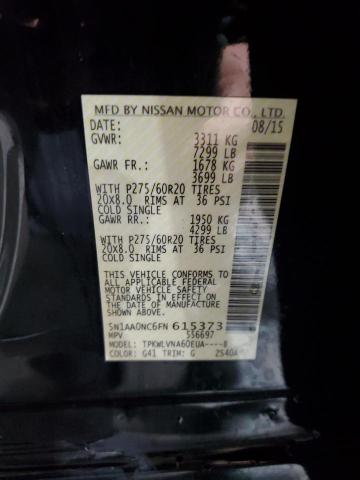 MFD BY NISSAN MOTOR CO., LTD.
DATE: 08/15
GVWR: 3311 KG
7299 LB
GAWR FR: 1678 KG
3699 LB
WITH P275/60R20 TIRES
20X8.0 RIMS AT 36 PSI
COLD SINGLE
GAWR RR: 1950 KG
4299 LB
WITH P275/60R20 TIRES
20X8.0 RIMS AT 36 PSI
COLD SINGLE
THIS VEHICLE CONFORMS TO
ALL APPLICABLE FEDERAL
MOTOR VEHICLE SAFETY
STANDARDS IN EFFECT ON
THE DATE OF MANUFACTURE
SHOWN ABOVE.
5N1AA0NC6FN 615373
MPV 556697
MODEL: TPKWLVNA60EUA----B
COLOR: G41 TRIM: G 2S40A